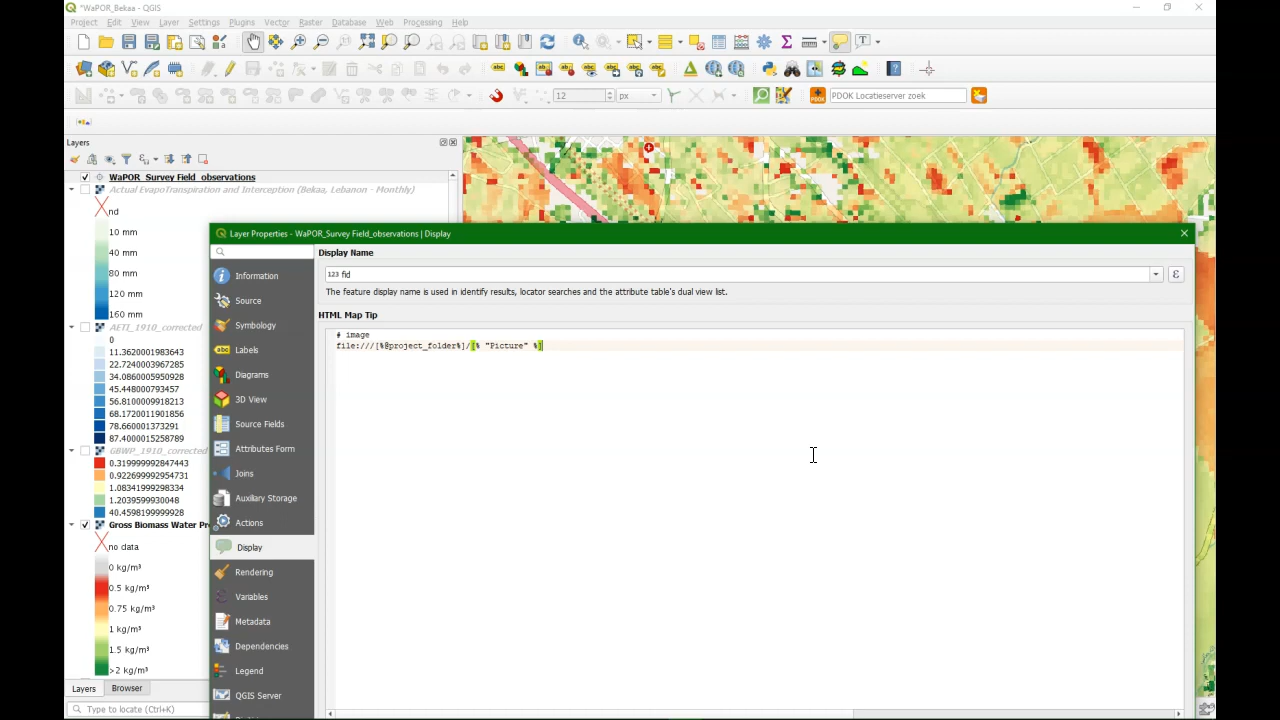 *WaPOR_Bekaa - QGIS
Project Edit View Layer Settings Plugins Vector Raster Database Web Processing Help
12 px PDOK Locatieserver zoek
Layers
WaPOR_Survey Field_observations
Actual EvapoTranspiration and Interception (Bekaa, Lebanon - Monthly)
nd
10 mm
40 mm
80 mm
120 mm
160 mm
AETI_1910_corrected
0
11.3620001983643
22.7240003967285
34.0860005950928
45.448000793457
56.8100009918213
68.1720011901856
78.660001373291
87.4000015258789
GBWP_1910_corrected
0.319999992847443
0.922699992954731
1.08341999298334
1.2039599930048
40.4598199999928
Gross Biomass Water Pr
no data
0 kg/m³
0.5 kg/m³
0.75 kg/m³
1 kg/m³
1.5 kg/m³
>2 kg/m³
Layers Browser
Type to locate (Ctrl+K)
Layer Properties - WaPOR_Survey Field_observations | Display
Information
Source
Symbology
Labels
Diagrams
3D View
Source Fields
Attributes Form
Joins
Auxiliary Storage
Actions
Display
Rendering
Variables
Metadata
Dependencies
Legend
QGIS Server
Display Name
123 fid
The feature display name is used in identify results, locator searches and the attribute table's dual view list.
HTML Map Tip
# image
file:///[%@project_folder%]/[% "Picture" %]